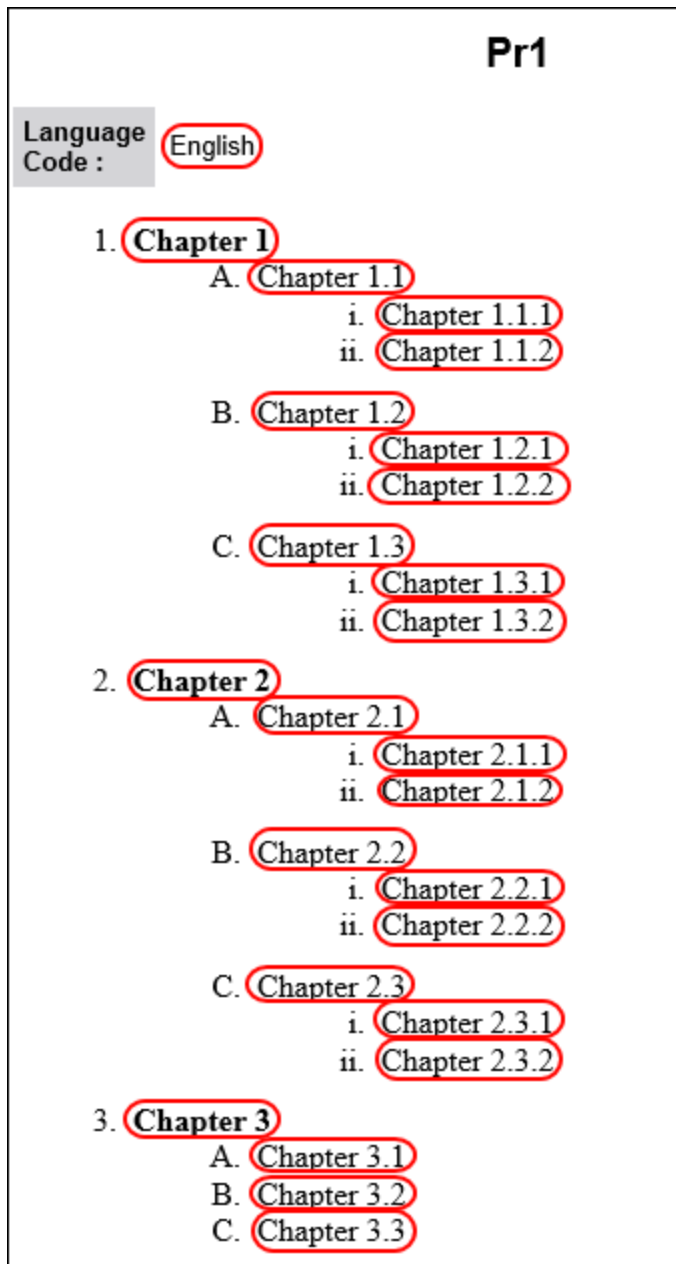 Pr1
Language
Code :
English
1. Chapter 1
A. Chapter 1.1
i. Chapter 1.1.1
ii. Chapter 1.1.2
B. Chapter 1.2
i. Chapter 1.2.1
ii. Chapter 1.2.2
C. Chapter 1.3
i. Chapter 1.3.1
ii. Chapter 1.3.2
2. Chapter 2
A. Chapter 2.1
i. Chapter 2.1.1
ii. Chapter 2.1.2
B. Chapter 2.2
i. Chapter 2.2.1
ii. Chapter 2.2.2
C. Chapter 2.3
i. Chapter 2.3.1
ii. Chapter 2.3.2
3. Chapter 3
A. Chapter 3.1
B. Chapter 3.2
C. Chapter 3.3